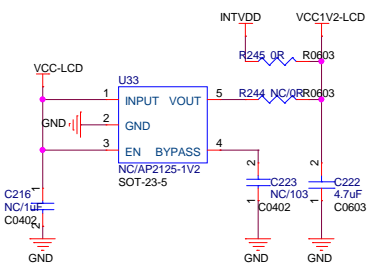 INTVDD VCC1V2-LCD
R245 0R R0603
VCC-LCD
U33
R244 NC/0R R0603
1 INPUT VOUT 5
GND 2 GND
3 EN BYPASS 4
NC/AP2125-1V2
SOT-23-5
C216 1
NC/1uF
C0402 2
2 C223
NC/103
1 C0402
2 C222
4.7uF
1 C0603
GND GND GND